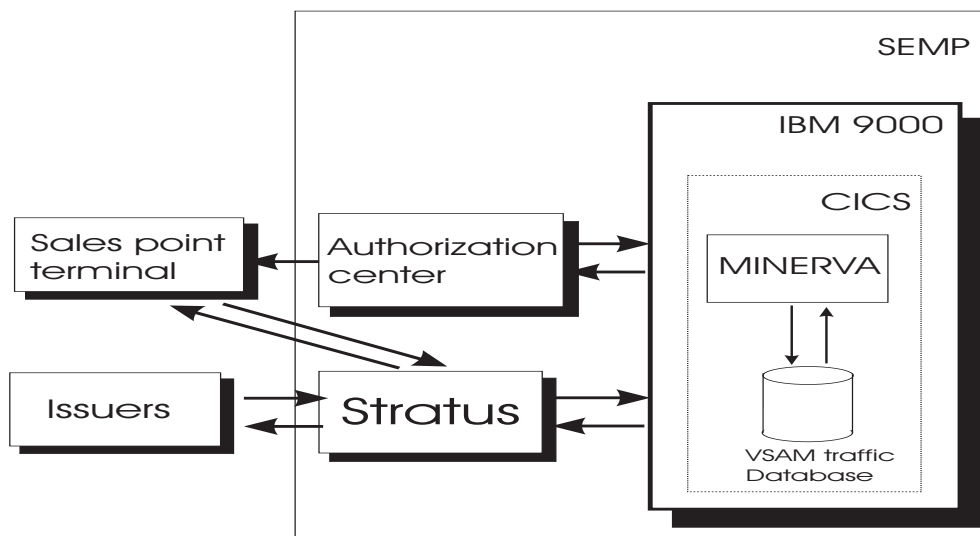 SEMP
IBM 9000
CICS
Sales point
terminal
Authorization
center
MINERVA
Issuers
Stratus
VSAM traffic
Database